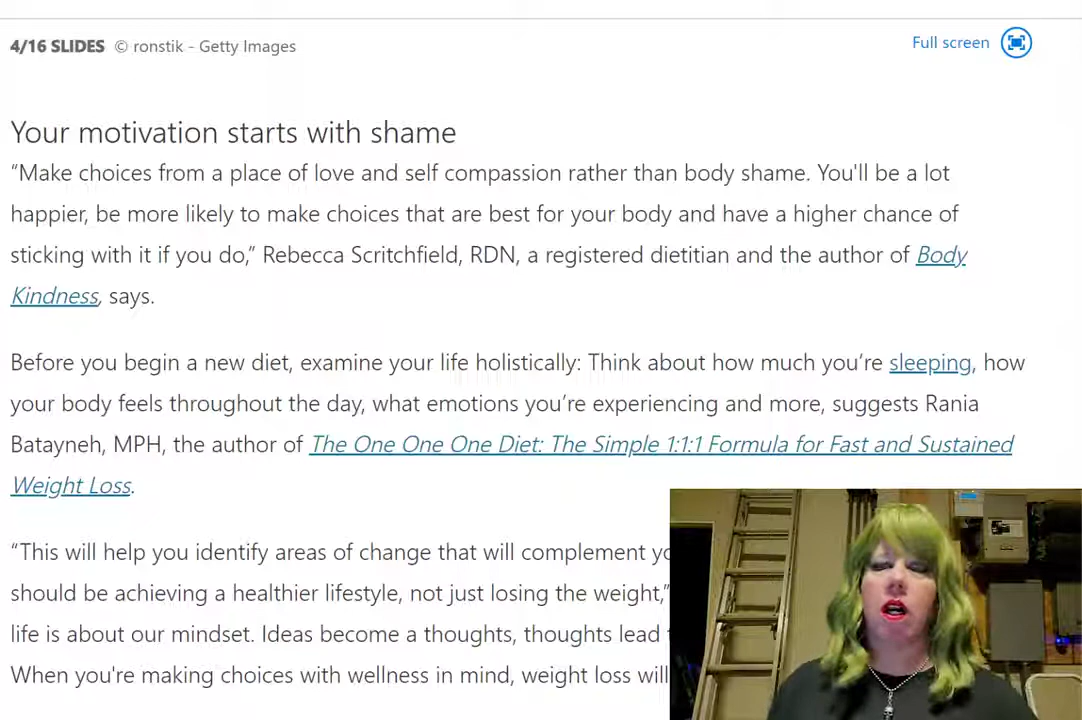 4/16 SLIDES © ronstik - Getty Images
Full screen
Your motivation starts with shame
“Make choices from a place of love and self compassion rather than body shame. You'll be a lot
happier, be more likely to make choices that are best for your body and have a higher chance of
sticking with it if you do,” Rebecca Scritchfield, RDN, a registered dietitian and the author of Body
Kindness, says.
Before you begin a new diet, examine your life holistically: Think about how much you’re sleeping, how
your body feels throughout the day, what emotions you’re experiencing and more, suggests Rania
Batayneh, MPH, the author of The One One One Diet: The Simple 1:1:1 Formula for Fast and Sustained
Weight Loss.
“This will help you identify areas of change that will complement
should be achieving a healthier lifestyle, not just losing the weight,”
life is about our mindset. Ideas become a thoughts, thoughts lead
When you're making choices with wellness in mind, weight loss will